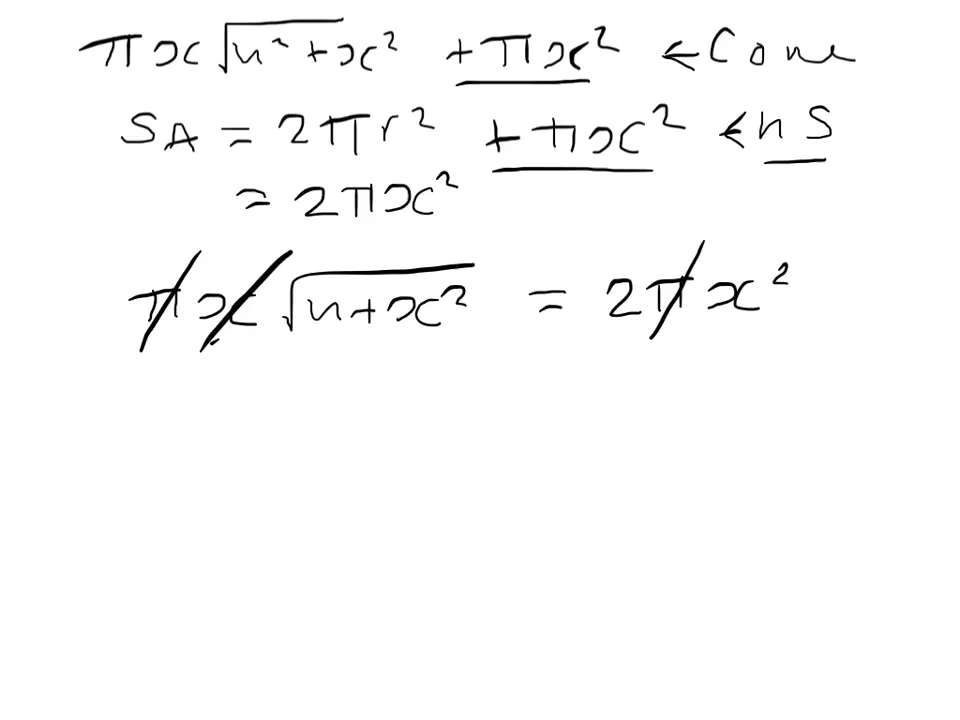 πx√h²+x² +πx² ← Cone
SA = 2πr² +πx² ← hS
= 2πx²
πx√h+x² = 2πx²